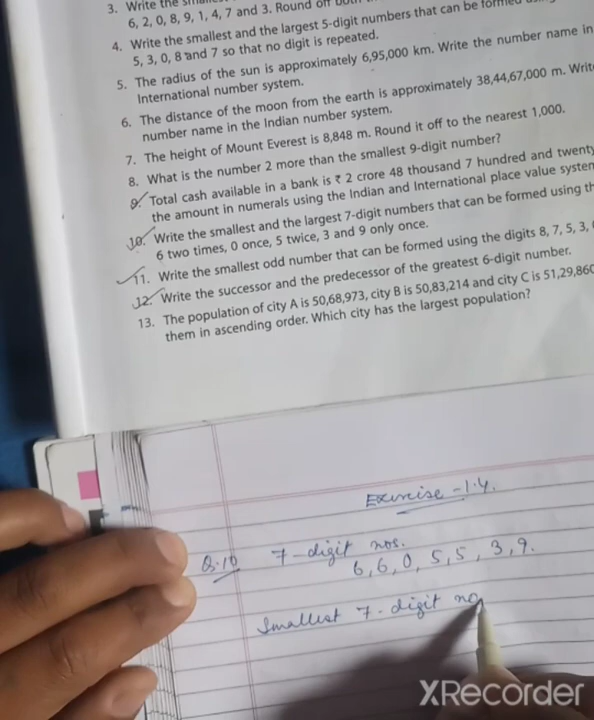 3. Write the
6, 2, 0, 8, 9, 1, 4, 7 and 3. Round off both
4. Write the smallest and the largest 5-digit numbers that can be formed
5, 3, 0, 8 and 7 so that no digit is repeated.
5. The radius of the sun is approximately 6,95,000 km. Write the number name in
International number system.
6. The distance of the moon from the earth is approximately 38,44,67,000 m. Write
number name in the Indian number system.
7. The height of Mount Everest is 8,848 m. Round it off to the nearest 1,000.
8. What is the number 2 more than the smallest 9-digit number?
9. Total cash available in a bank is ₹ 2 crore 48 thousand 7 hundred and twenty
the amount in numerals using the Indian and International place value system
10. Write the smallest and the largest 7-digit numbers that can be formed using th
6 two times, 0 once, 5 twice, 3 and 9 only once.
11. Write the smallest odd number that can be formed using the digits 8, 7, 5, 3,
12. Write the successor and the predecessor of the greatest 6-digit number.
13. The population of city A is 50,68,973, city B is 50,83,214 and city C is 51,29,860
them in ascending order. Which city has the largest population?
Exercise - 1.4.
Q.10 7-digit nos.
6, 6, 0, 5, 5, 3, 9.
Smallest 7-digit no
XRecorder